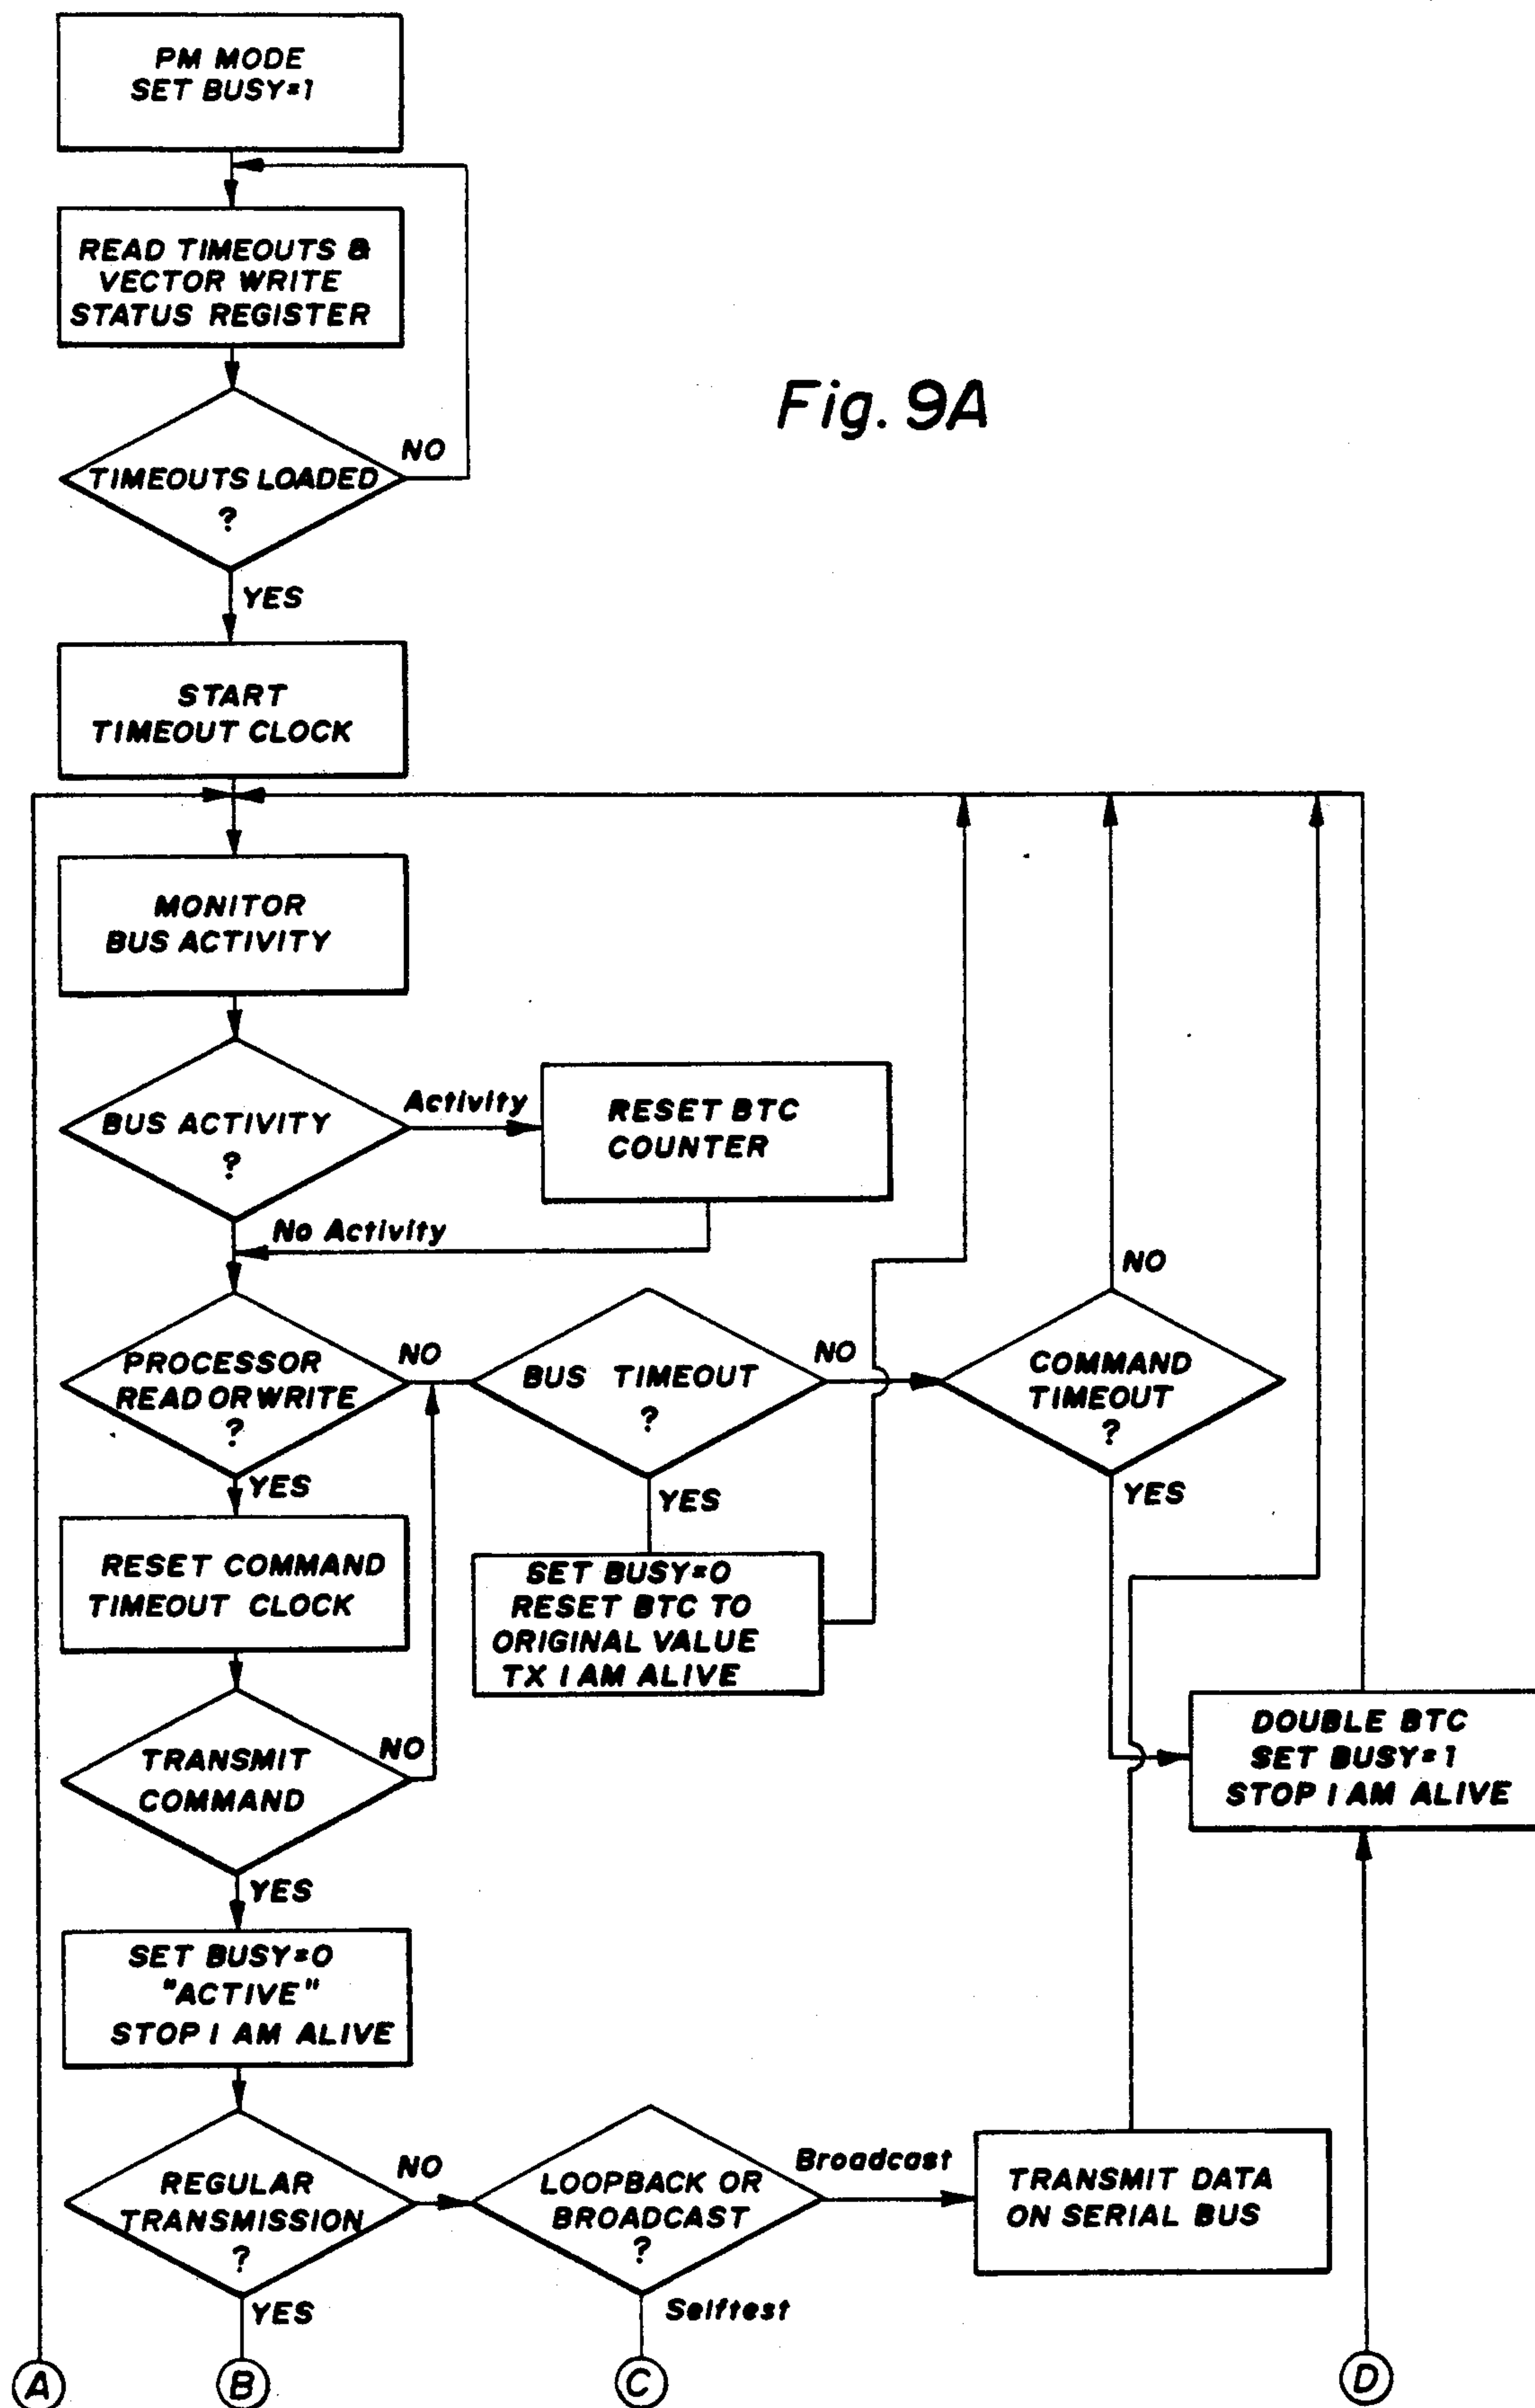 PM MODE
SET BUSY=1
READ TIMEOUTS &
VECTOR WRITE
STATUS REGISTER
Fig. 9A
NO
TIMEOUTS LOADED
?
YES
START
TIMEOUT CLOCK
MONITOR
BUS ACTIVITY
Activity
BUS ACTIVITY
?
RESET BTC
COUNTER
No Activity
PROCESSOR
READ OR WRITE
?
NO
BUS TIMEOUT
?
NO
COMMAND
TIMEOUT
?
NO
YES
YES
YES
RESET COMMAND
TIMEOUT CLOCK
SET BUSY=0
RESET BTC TO
ORIGINAL VALUE
TX I AM ALIVE
TRANSMIT
COMMAND
NO
DOUBLE BTC
SET BUSY=1
STOP I AM ALIVE
YES
SET BUSY=0
"ACTIVE"
STOP I AM ALIVE
REGULAR
TRANSMISSION
?
NO
LOOPBACK OR
BROADCAST
?
Broadcast
TRANSMIT DATA
ON SERIAL BUS
YES
Selftest
A
B
C
D